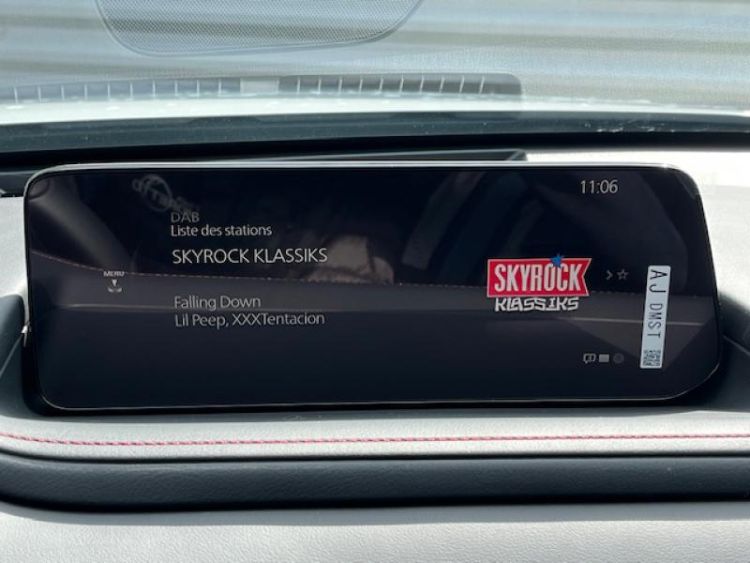 11:06
DAB
Liste des stations
SKYROCK KLASSIKS
MENU
Falling Down
Lil Peep, XXXTentacion
SKYROCK
KLASSIKS
AJ DMST